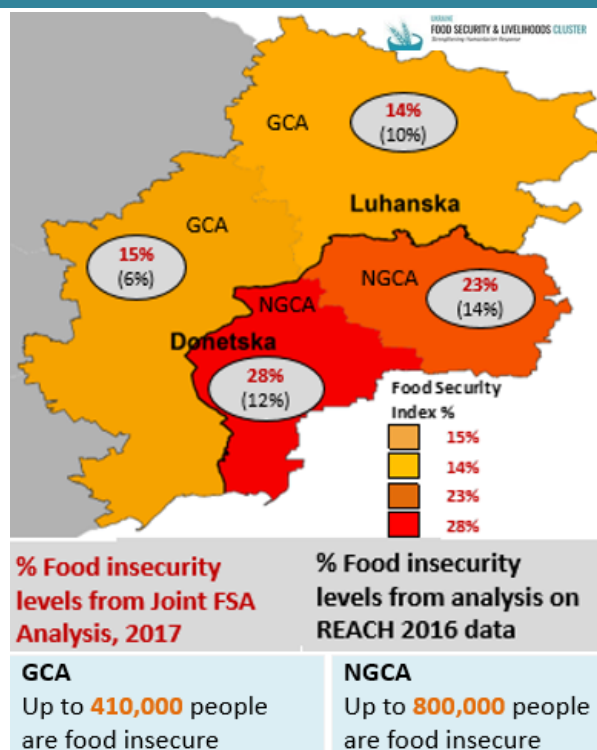 UKRAINE
FOOD SECURITY & LIVELIHOODS CLUSTER
Strengthening Humanitarian Response
GCA
14%
(10%)
Luhanska
GCA
15%
(6%)
NGCA
23%
(14%)
NGCA
Donetska
28%
(12%)
Food Security
Index %
15%
14%
23%
28%
% Food insecurity
levels from Joint FSA
Analysis, 2017
% Food insecurity
levels from analysis on
REACH 2016 data
GCA
Up to 410,000 people
are food insecure
NGCA
Up to 800,000 people
are food insecure